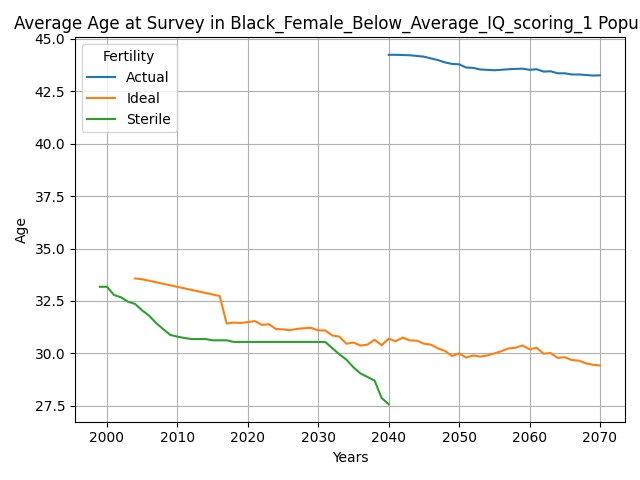 Average Age at Survey in Black_Female_Below_Average_IQ_scoring_1 Popu
Fertility
Actual
Ideal
Sterile
45.0
42.5
40.0
37.5
35.0
32.5
30.0
27.5
Age
2000 2010 2020 2030 2040 2050 2060 2070
Years